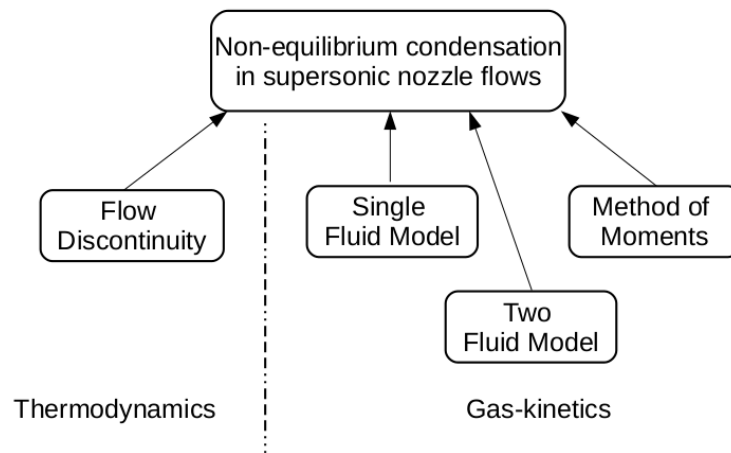 Non-equilibrium condensation
in supersonic nozzle flows
Flow
Discontinuity
Single
Fluid Model
Method of
Moments
Two
Fluid Model
Thermodynamics
Gas-kinetics